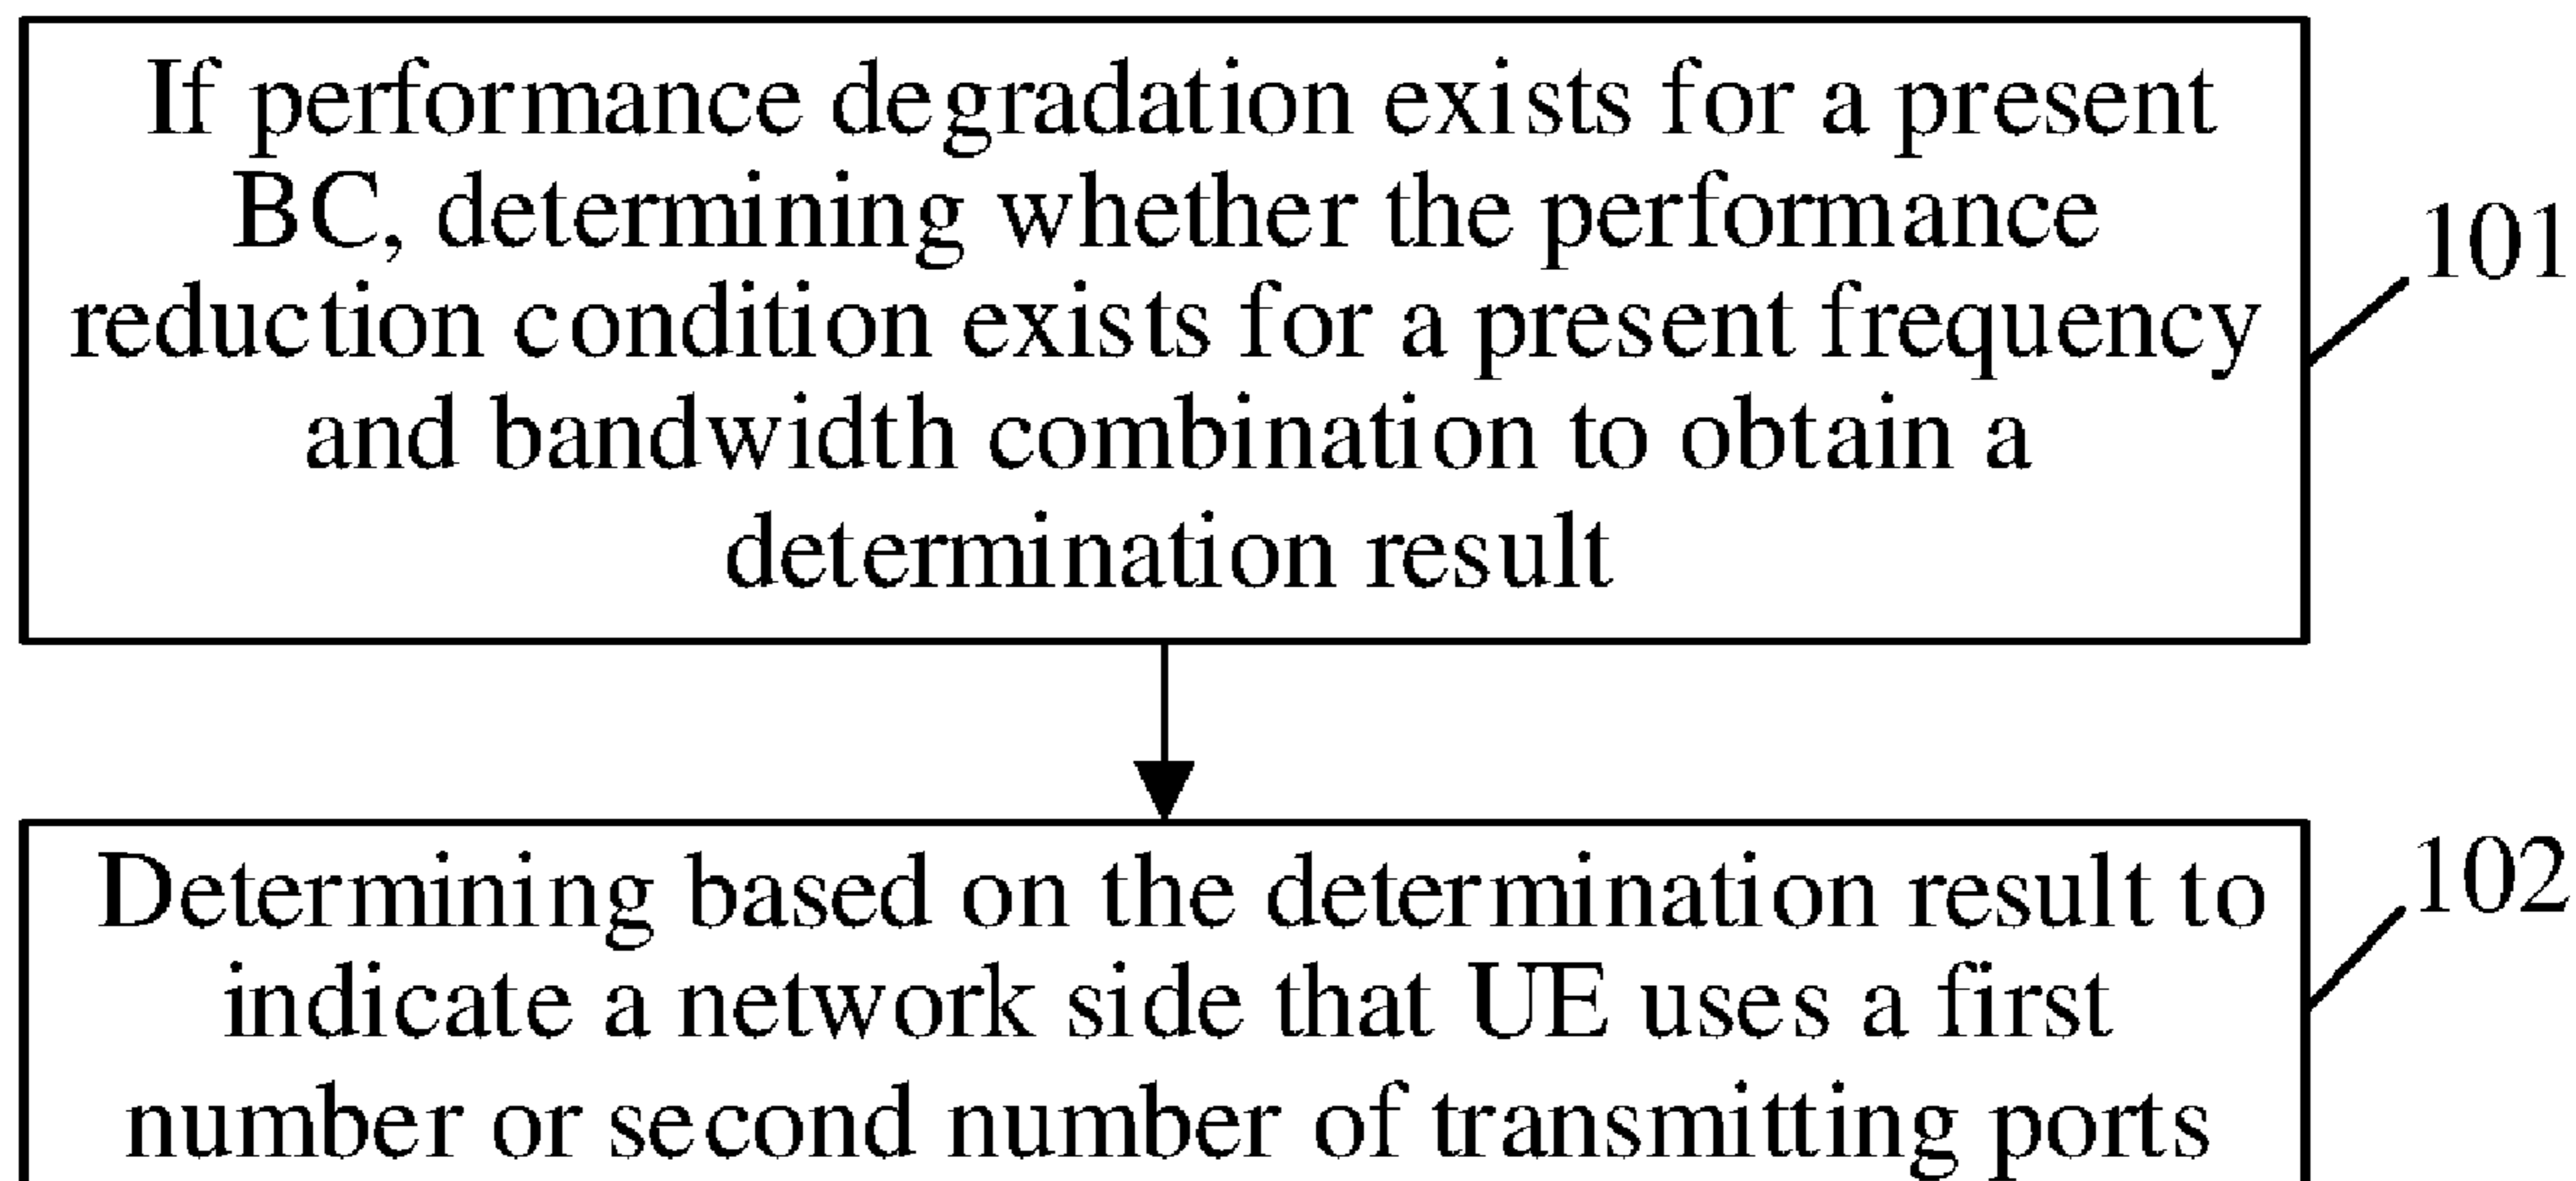 If performance degradation exists for a present
BC, determining whether the performance
reduction condition exists for a present frequency
and bandwidth combination to obtain a
determination result
101
Determining based on the determination result to
indicate a network side that UE uses a first
number or second number of transmitting ports
102